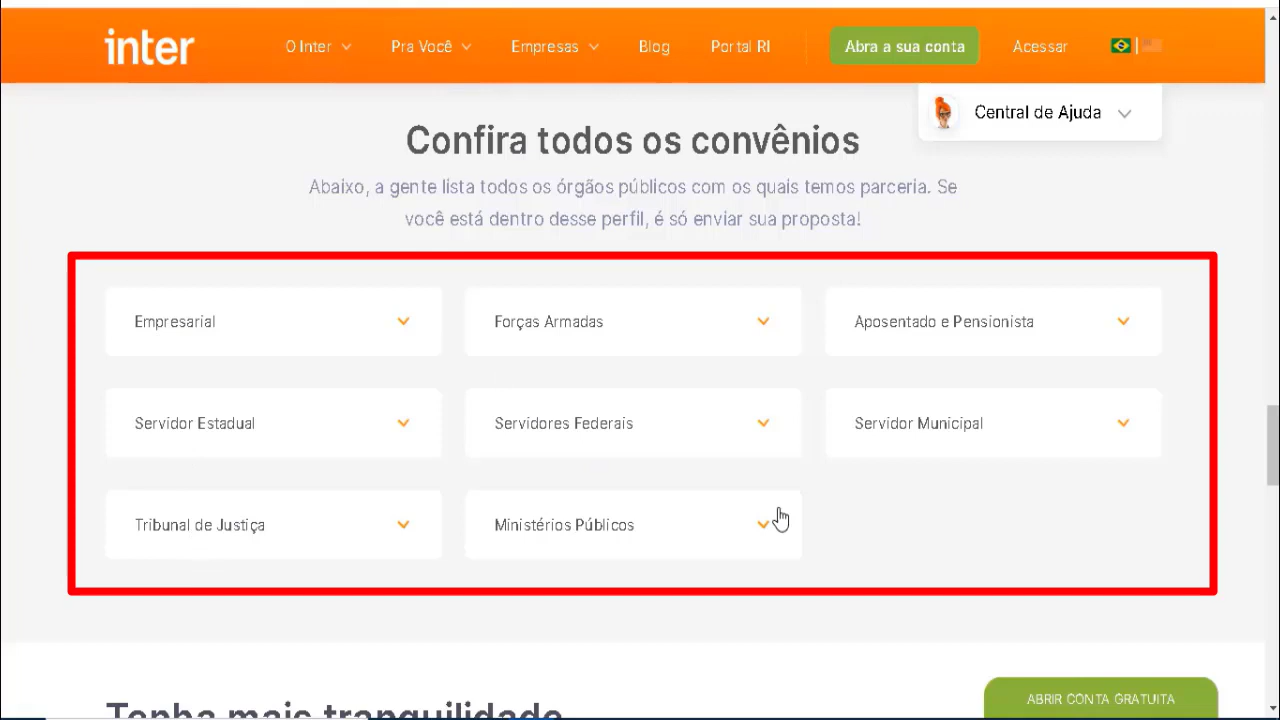 inter
O Inter
Pra Você
Empresas
Blog
Portal RI
Abra a sua conta
Acessar
Central de Ajuda
Confira todos os convênios
Abaixo, a gente lista todos os órgãos públicos com os quais temos parceria. Se
você está dentro desse perfil, é só enviar sua proposta!
Empresarial
Forças Armadas
Aposentado e Pensionista
Servidor Estadual
Servidores Federais
Servidor Municipal
Tribunal de Justiça
Ministérios Públicos
Tenha mais tranquilidade
ABRIR CONTA GRATUITA